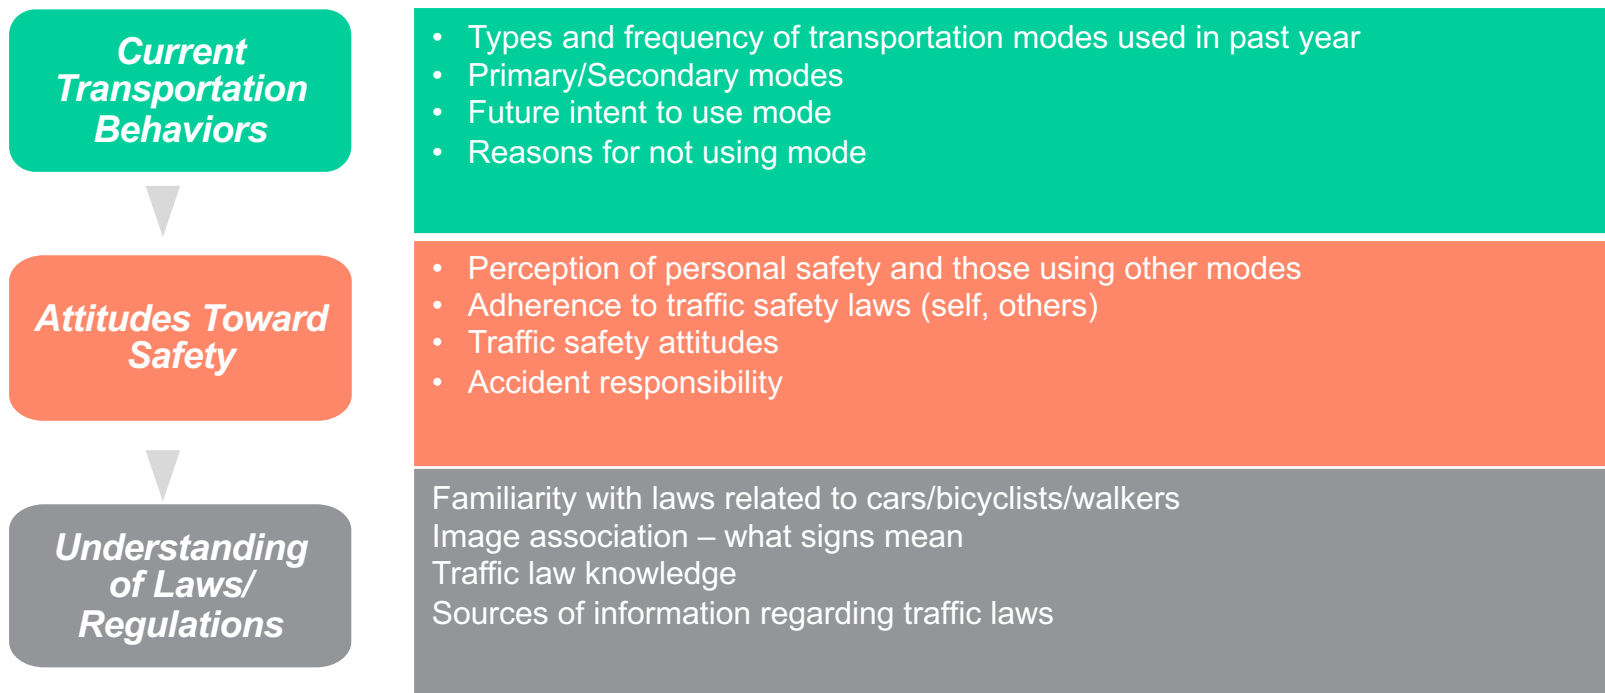 Current
Transportation
Behaviors
• Types and frequency of transportation modes used in past year
• Primary/Secondary modes
• Future intent to use mode
• Reasons for not using mode
Attitudes Toward
Safety
• Perception of personal safety and those using other modes
• Adherence to traffic safety laws (self, others)
• Traffic safety attitudes
• Accident responsibility
Understanding
of Laws/
Regulations
Familiarity with laws related to cars/bicyclists/walkers
Image association – what signs mean
Traffic law knowledge
Sources of information regarding traffic laws